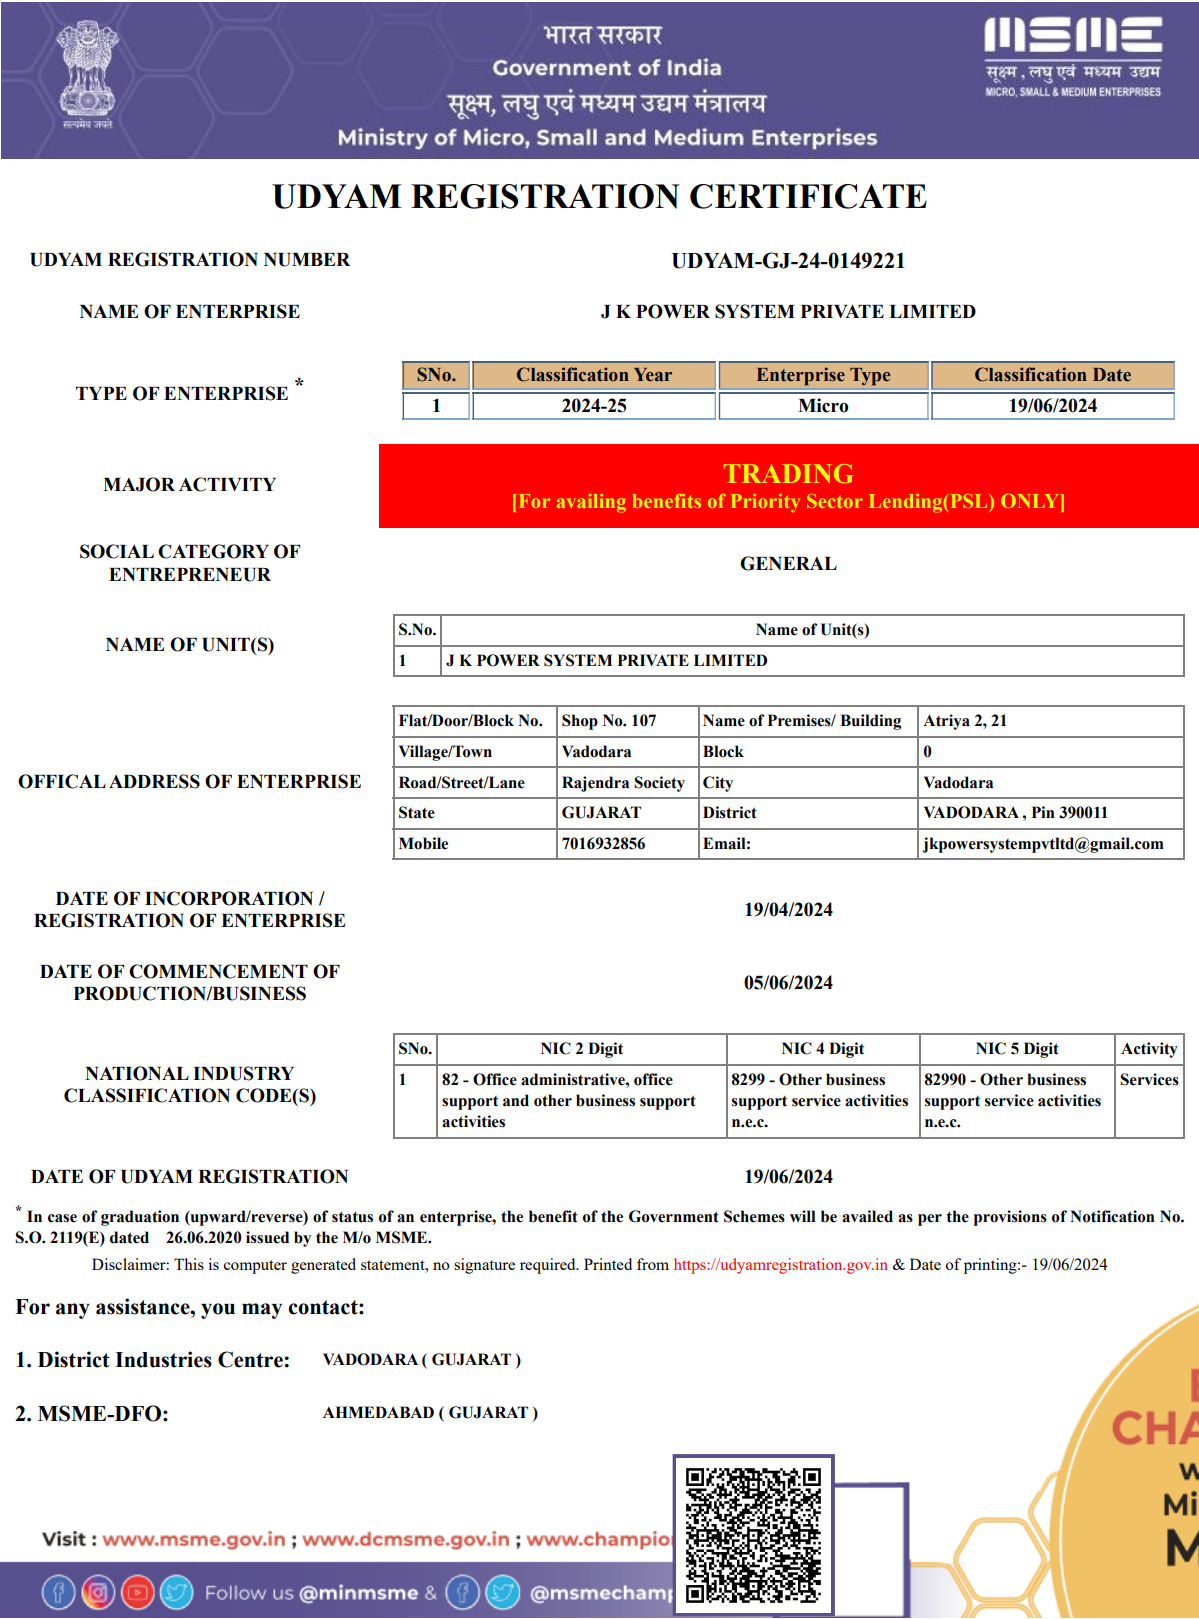 भारत सरकार
Government of India
सूक्ष्म, लघु एवं मध्यम उद्यम मंत्रालय
Ministry of Micro, Small and Medium Enterprises
सत्यमेव जयते
MSME
सूक्ष्म , लघु एवं मध्यम उद्यम
MICRO, SMALL & MEDIUM ENTERPRISES
UDYAM REGISTRATION CERTIFICATE
UDYAM REGISTRATION NUMBER UDYAM-GJ-24-0149221
NAME OF ENTERPRISE J K POWER SYSTEM PRIVATE LIMITED
TYPE OF ENTERPRISE *
SNo. Classification Year Enterprise Type Classification Date
1 2024-25 Micro 19/06/2024
MAJOR ACTIVITY
TRADING
[For availing benefits of Priority Sector Lending(PSL) ONLY]
SOCIAL CATEGORY OF
ENTREPRENEUR
GENERAL
NAME OF UNIT(S)
S.No. Name of Unit(s)
1 J K POWER SYSTEM PRIVATE LIMITED
OFFICAL ADDRESS OF ENTERPRISE
Flat/Door/Block No. Shop No. 107 Name of Premises/ Building Atriya 2, 21
Village/Town Vadodara Block 0
Road/Street/Lane Rajendra Society City Vadodara
State GUJARAT District VADODARA , Pin 390011
Mobile 7016932856 Email: jkpowersystempvtltd@gmail.com
DATE OF INCORPORATION /
REGISTRATION OF ENTERPRISE
19/04/2024
DATE OF COMMENCEMENT OF
PRODUCTION/BUSINESS
05/06/2024
NATIONAL INDUSTRY
CLASSIFICATION CODE(S)
SNo. NIC 2 Digit NIC 4 Digit NIC 5 Digit Activity
1 82 - Office administrative, office 8299 - Other business 82990 - Other business Services
support and other business support support service activities support service activities
activities n.e.c. n.e.c.
DATE OF UDYAM REGISTRATION 19/06/2024
* In case of graduation (upward/reverse) of status of an enterprise, the benefit of the Government Schemes will be availed as per the provisions of Notification No.
S.O. 2119(E) dated 26.06.2020 issued by the M/o MSME.
Disclaimer: This is computer generated statement, no signature required. Printed from https://udyamregistration.gov.in & Date of printing:- 19/06/2024
For any assistance, you may contact:
1. District Industries Centre: VADODARA ( GUJARAT )
2. MSME-DFO: AHMEDABAD ( GUJARAT )
CHA
w
Mi
M
Visit : www.msme.gov.in ; www.dcmsme.gov.in ; www.champio
Follow us @minmsme & @msmechamp